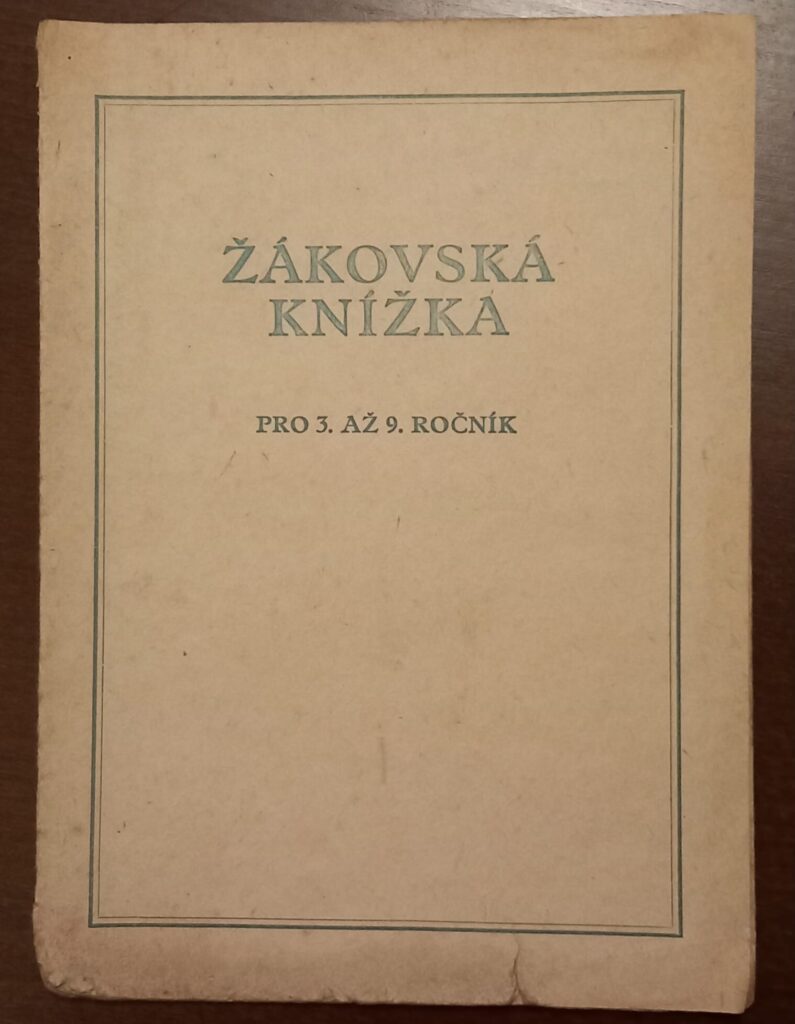 ŽÁKOVSKÁ
KNÍŽKA
PRO 3. AŽ 9. ROČNÍK